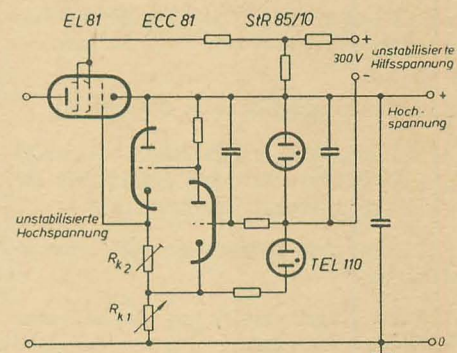 EL 81
ECC 81
StR 85/10
+
300 V
unstabilisierte
Hilfsspannung
−
+
Hoch-
spannung
unstabilisierte
Hochspannung
Rk2
TEL 110
Rk1
0